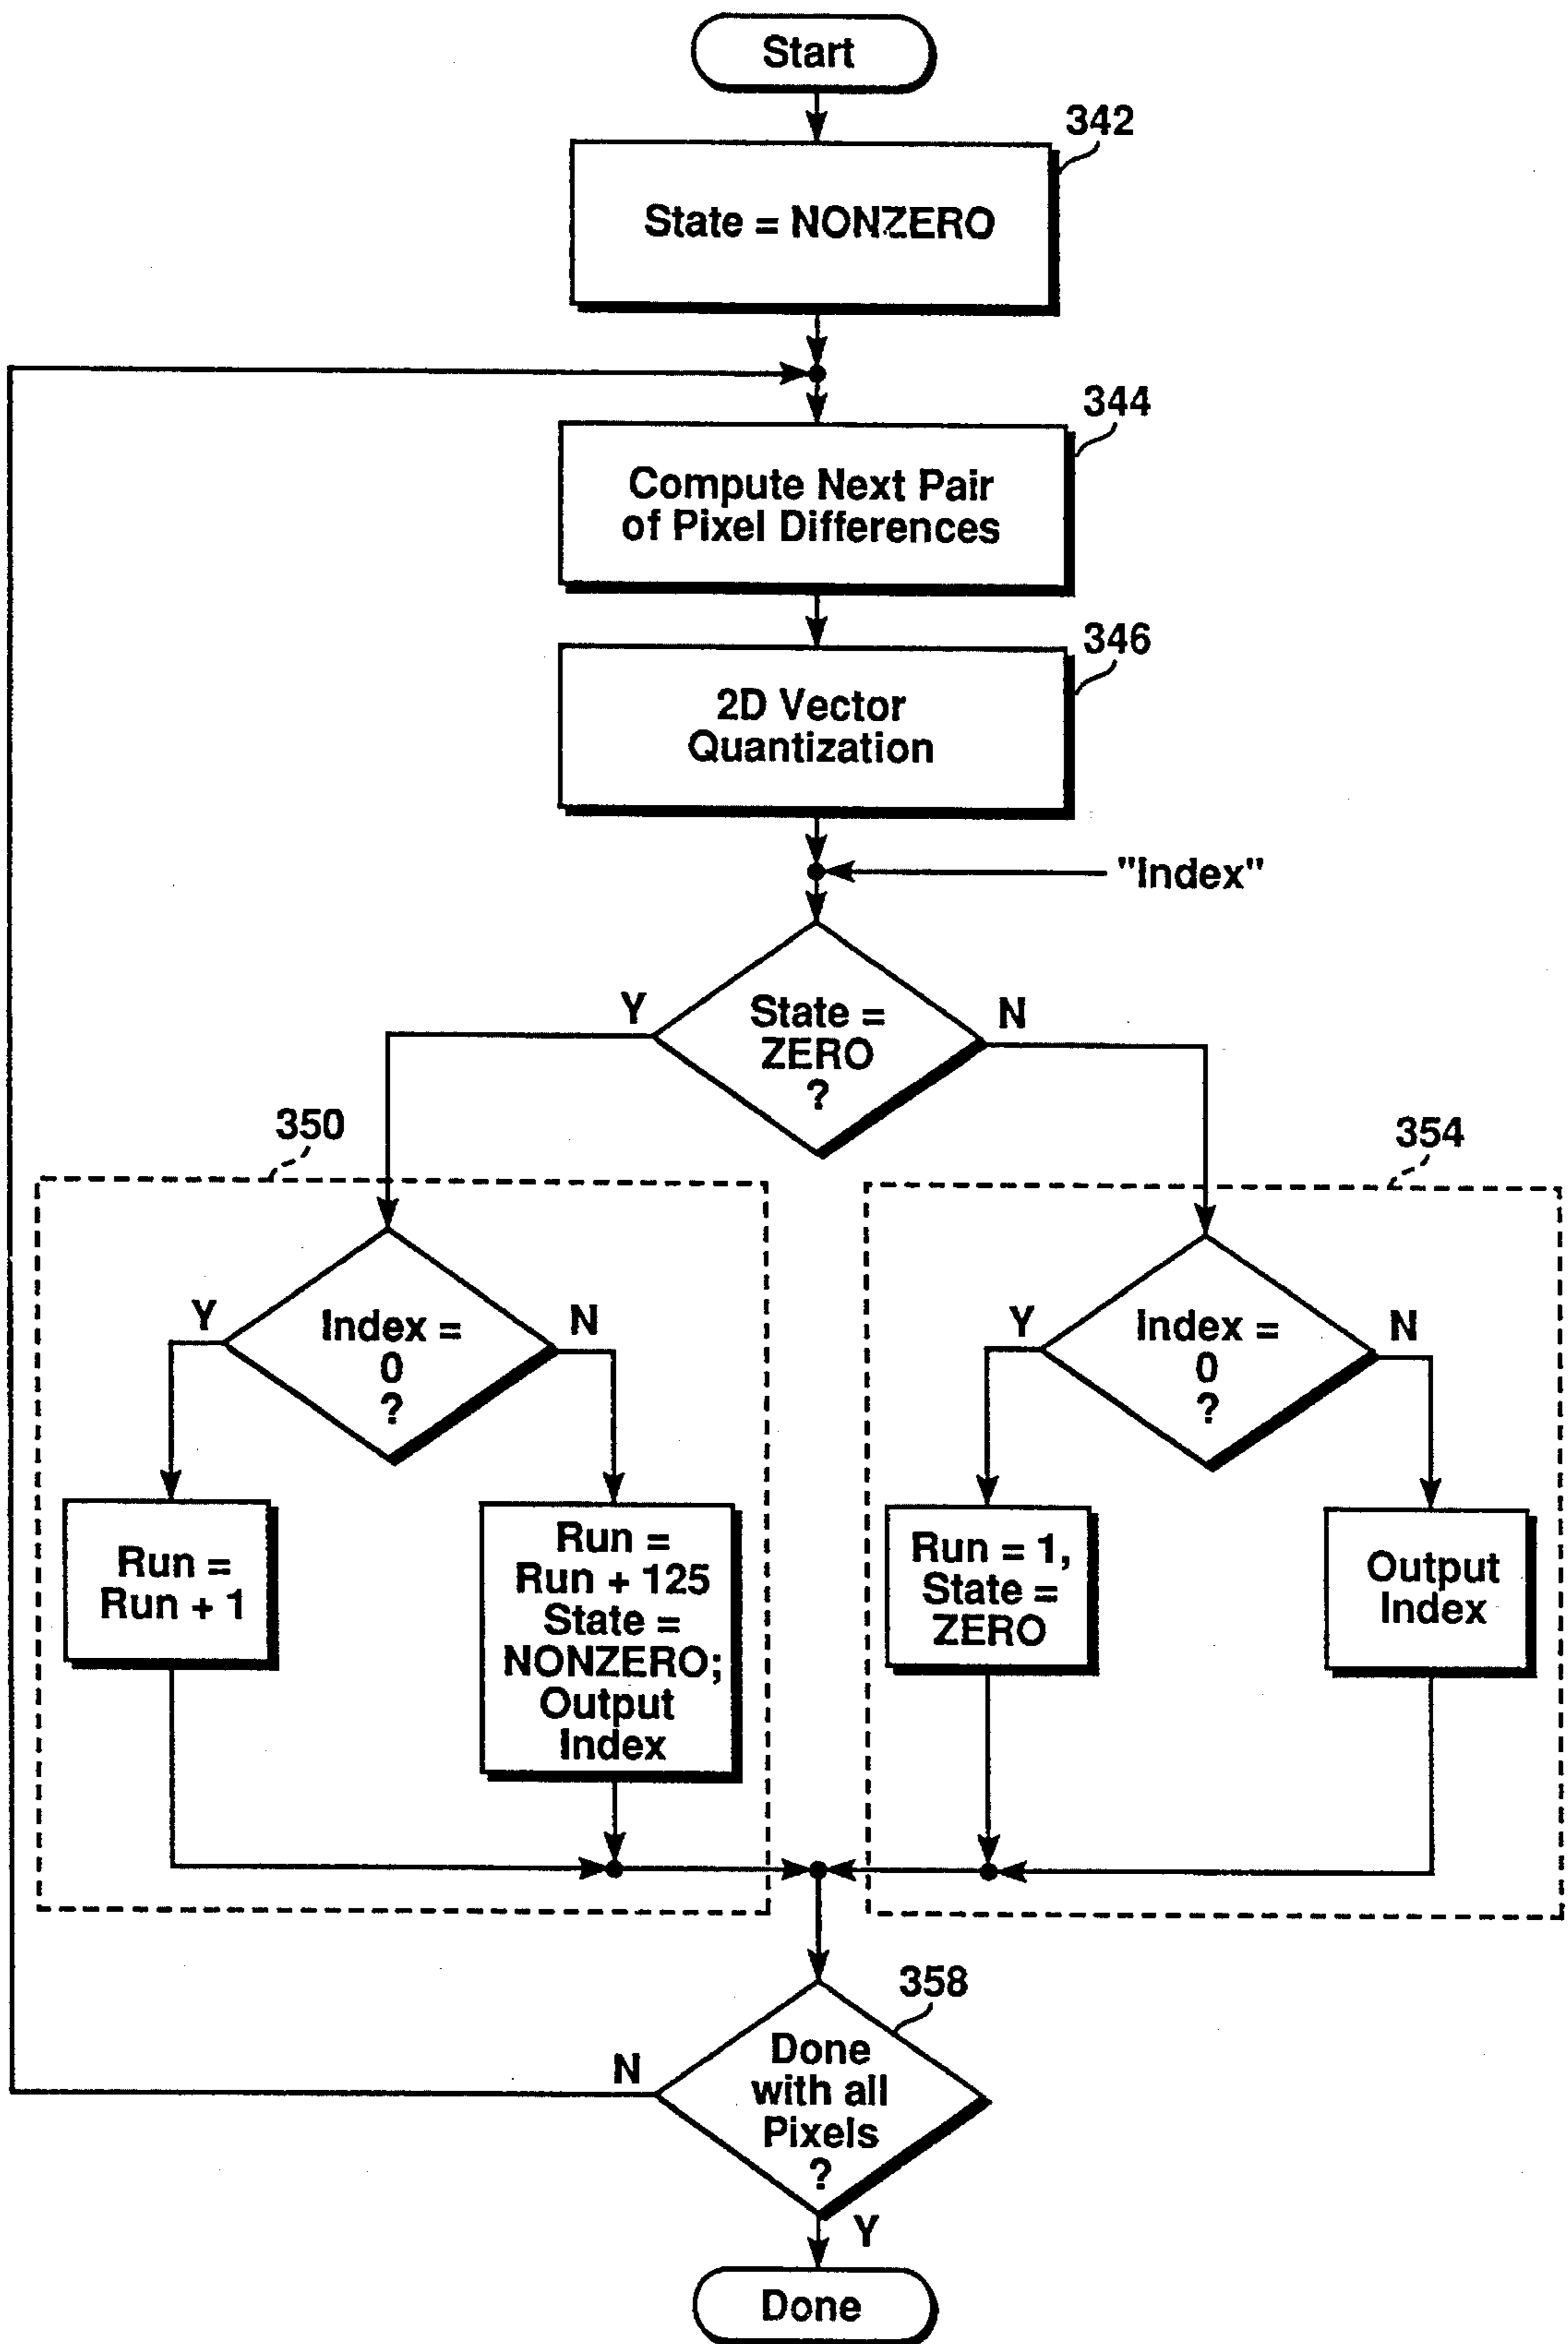 Start
342
State = NONZERO
344
Compute Next Pair
of Pixel Differences
346
2D Vector
Quantization
"Index"
State =
ZERO
?
Y
N
350
354
Index =
0
?
Y
N
Run =
Run + 1
Run =
Run + 125
State =
NONZERO;
Output
Index
Index =
0
?
Y
N
Run = 1,
State =
ZERO
Output
Index
358
Done
with all
Pixels
?
N
Y
Done